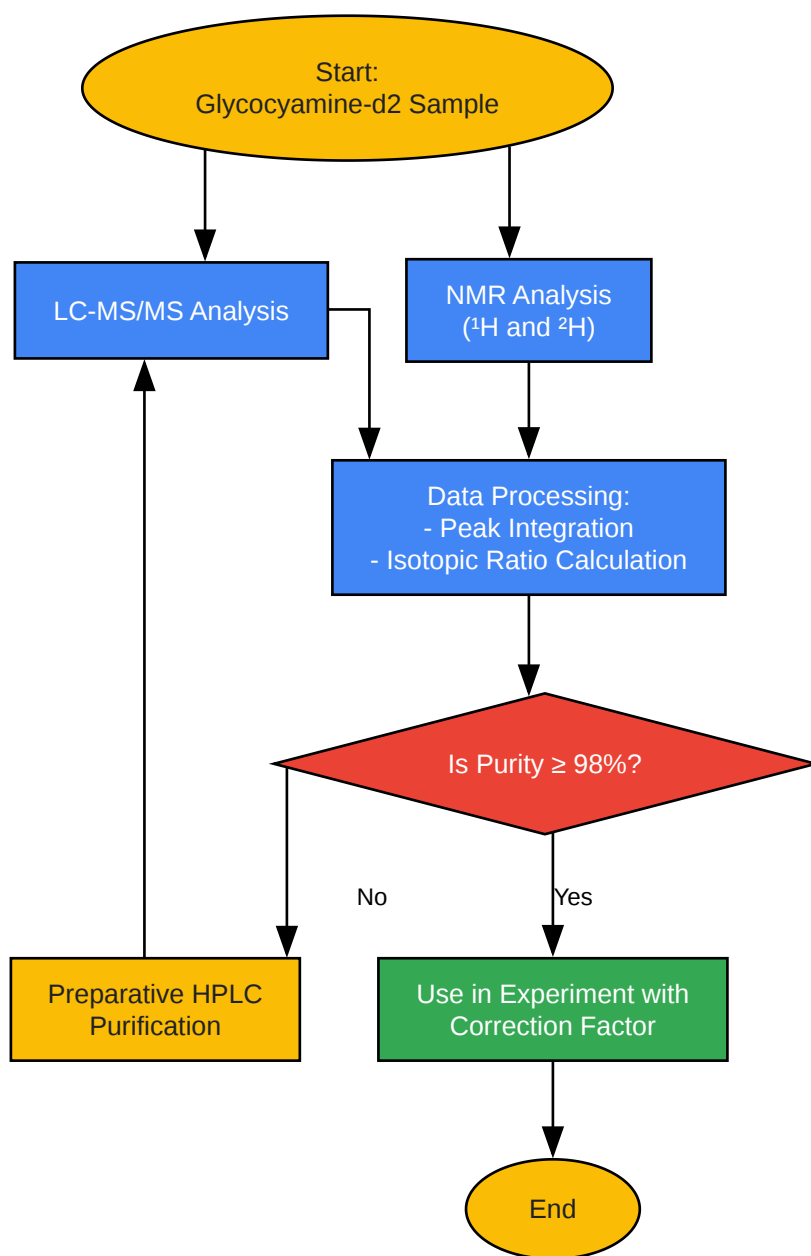 Start:
Glycocyamine-d2 Sample
LC-MS/MS Analysis
NMR Analysis
(¹H and ²H)
Data Processing:
- Peak Integration
- Isotopic Ratio Calculation
Is Purity ≥ 98%?
No
Yes
Preparative HPLC
Purification
Use in Experiment with
Correction Factor
End